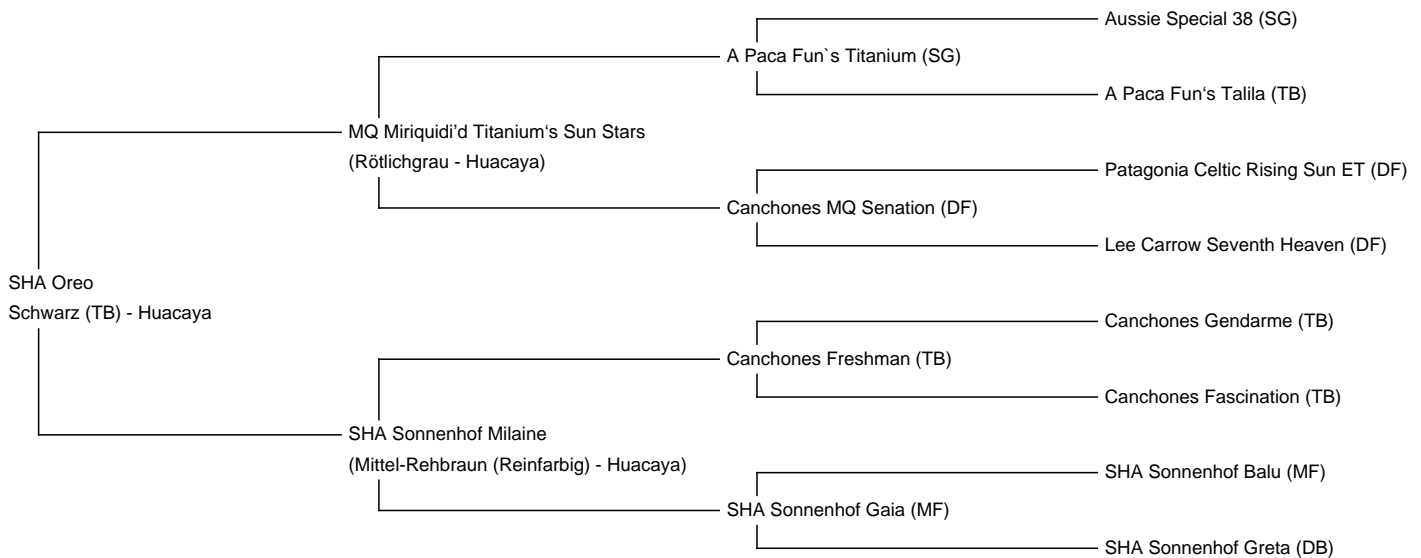 Aussie Special 38 (SG)
A Paca Fun`s Titanium (SG)
A Paca Fun‘s Talila (TB)
MQ Miriquidi’d Titanium‘s Sun Stars
(Rötlichgrau - Huacaya)
Patagonia Celtic Rising Sun ET (DF)
Canchones MQ Senation (DF)
Lee Carrow Seventh Heaven (DF)
SHA Oreo
Schwarz (TB) - Huacaya
Canchones Gendarme (TB)
Canchones Freshman (TB)
Canchones Fascination (TB)
SHA Sonnenhof Milaine
(Mittel-Rehbraun (Reinfarbig) - Huacaya)
SHA Sonnenhof Balu (MF)
SHA Sonnenhof Gaia (MF)
SHA Sonnenhof Greta (DB)